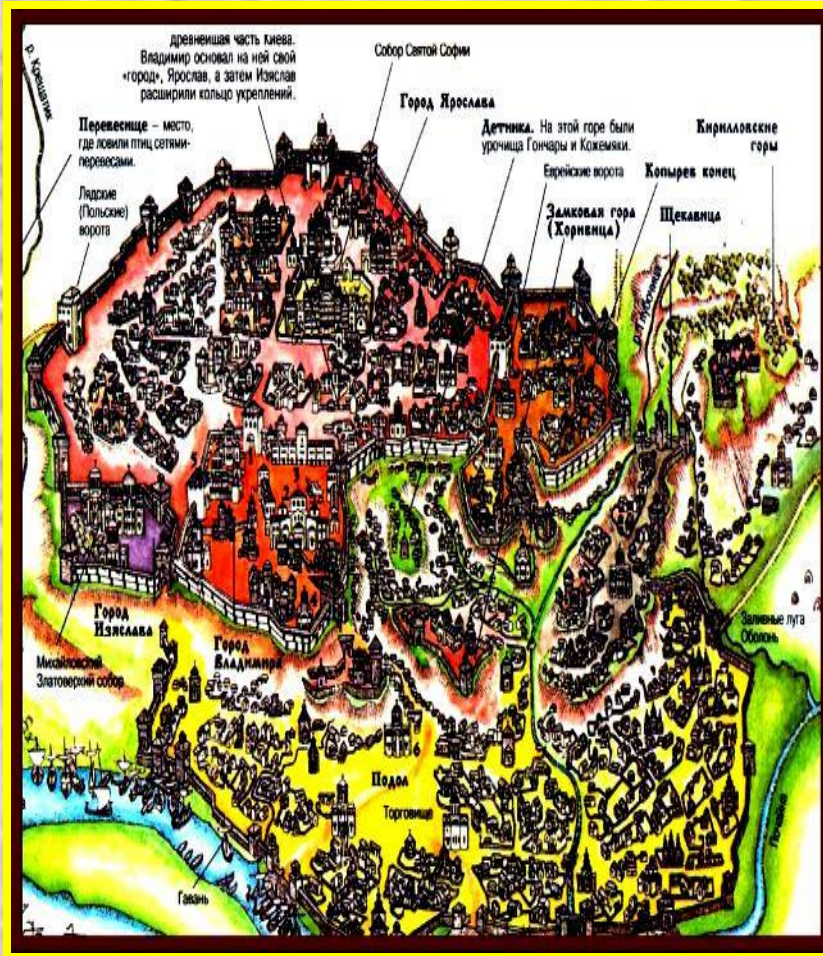 р. Крещатик
древнейшая часть Киева.
Владимир основал на ней свой
«город», Ярослав, а затем Изяслав
расширили кольцо укреплений.
Собор Святой Софии
Город Ярослава
Перевесище – место,
где ловили птиц сетями-
перевесами.
Детинка. На этой горе были
урочища Гончары и Кожемяки.
Кирилловские
горы
Еврейские ворота
Копырев конец
Лядские
(Польские)
ворота
Замковая гора
(Хоривица)
Щекавица
Город
Изяслава
Михайловский
Златоверхий собор
Город
Владимира
Заливные луга
Оболонь
Подол
6
Торговище
Почайна
Гавань